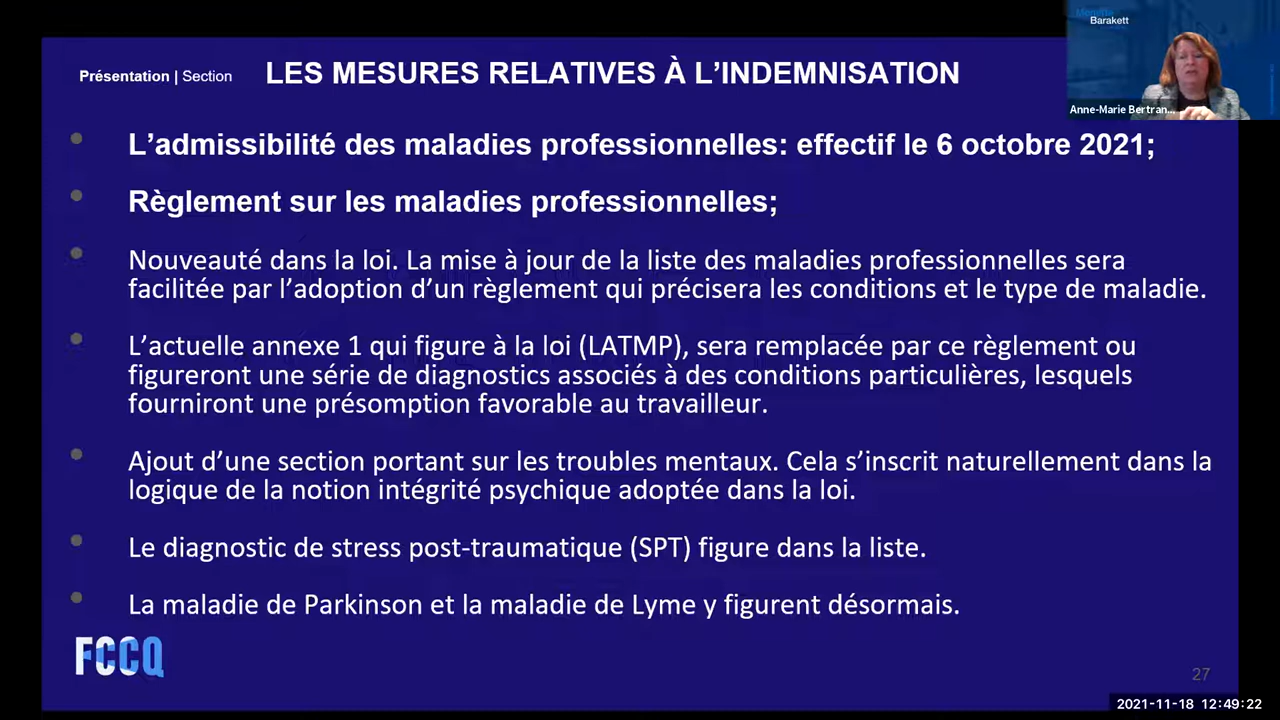 Présentation | Section
LES MESURES RELATIVES À L'INDEMNISATION
Barakett
Anne-Marie Bertran...
L'admissibilité des maladies professionnelles: effectif le 6 octobre 2021;
Règlement sur les maladies professionnelles;
Nouveauté dans la loi. La mise à jour de la liste des maladies professionnelles sera
facilitée par l'adoption d'un règlement qui précisera les conditions et le type de maladie.
L'actuelle annexe 1 qui figure à la loi (LATMP), sera remplacée par ce règlement ou
figureront une série de diagnostics associés à des conditions particulières, lesquels
fourniront une présomption favorable au travailleur.
Ajout d'une section portant sur les troubles mentaux. Cela s'inscrit naturellement dans la
logique de la notion intégrité psychique adoptée dans la loi.
Le diagnostic de stress post-traumatique (SPT) figure dans la liste.
La maladie de Parkinson et la maladie de Lyme y figurent désormais.
FCCQ
27
2021-11-18 12:49:22